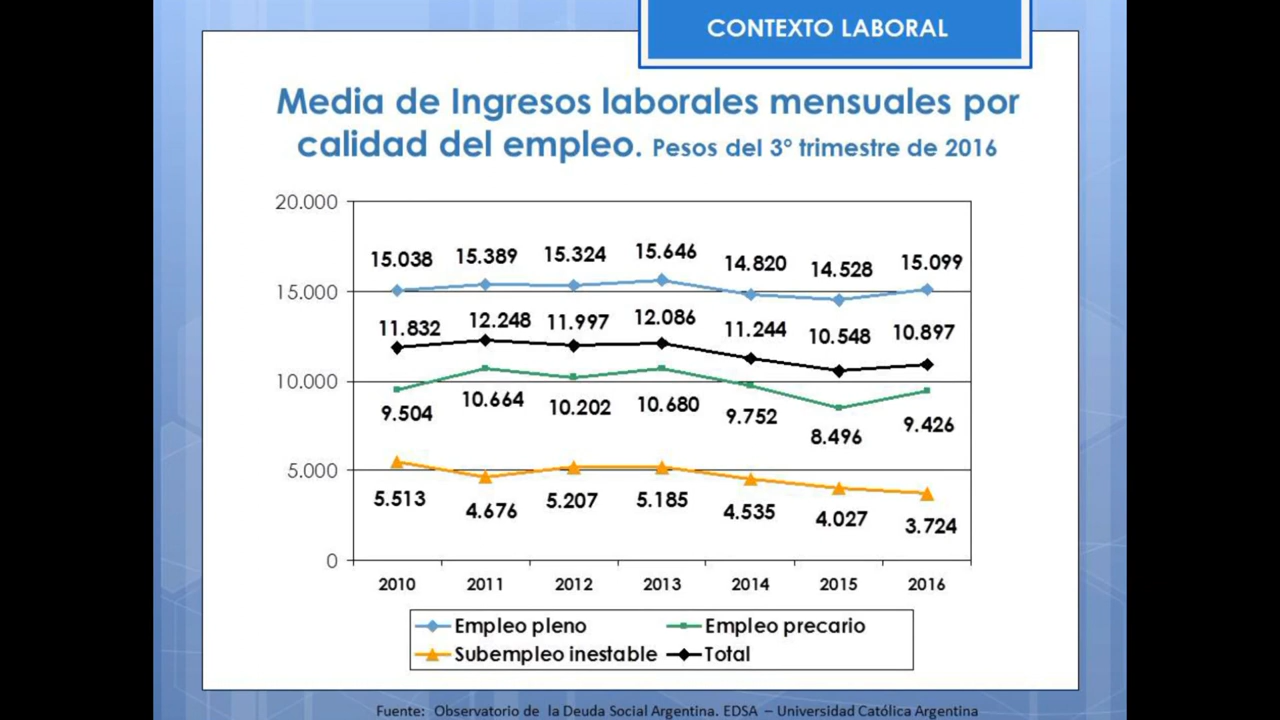 CONTEXTO LABORAL
Media de Ingresos laborales mensuales por
calidad del empleo. Pesos del 3º trimestre de 2016
20.000
15.038 15.389 15.324 15.646 14.820 14.528 15.099
15.000
11.832 12.248 11.997 12.086 11.244 10.548 10.897
10.000
9.504 10.664 10.202 10.680 9.752 8.496 9.426
5.000
5.513 4.676 5.207 5.185 4.535 4.027 3.724
0
2010 2011 2012 2013 2014 2015 2016
Empleo pleno Empleo precario
Subempleo inestable Total
Fuente: Observatorio de la Deuda Social Argentina. EDSA – Universidad Católica Argentina